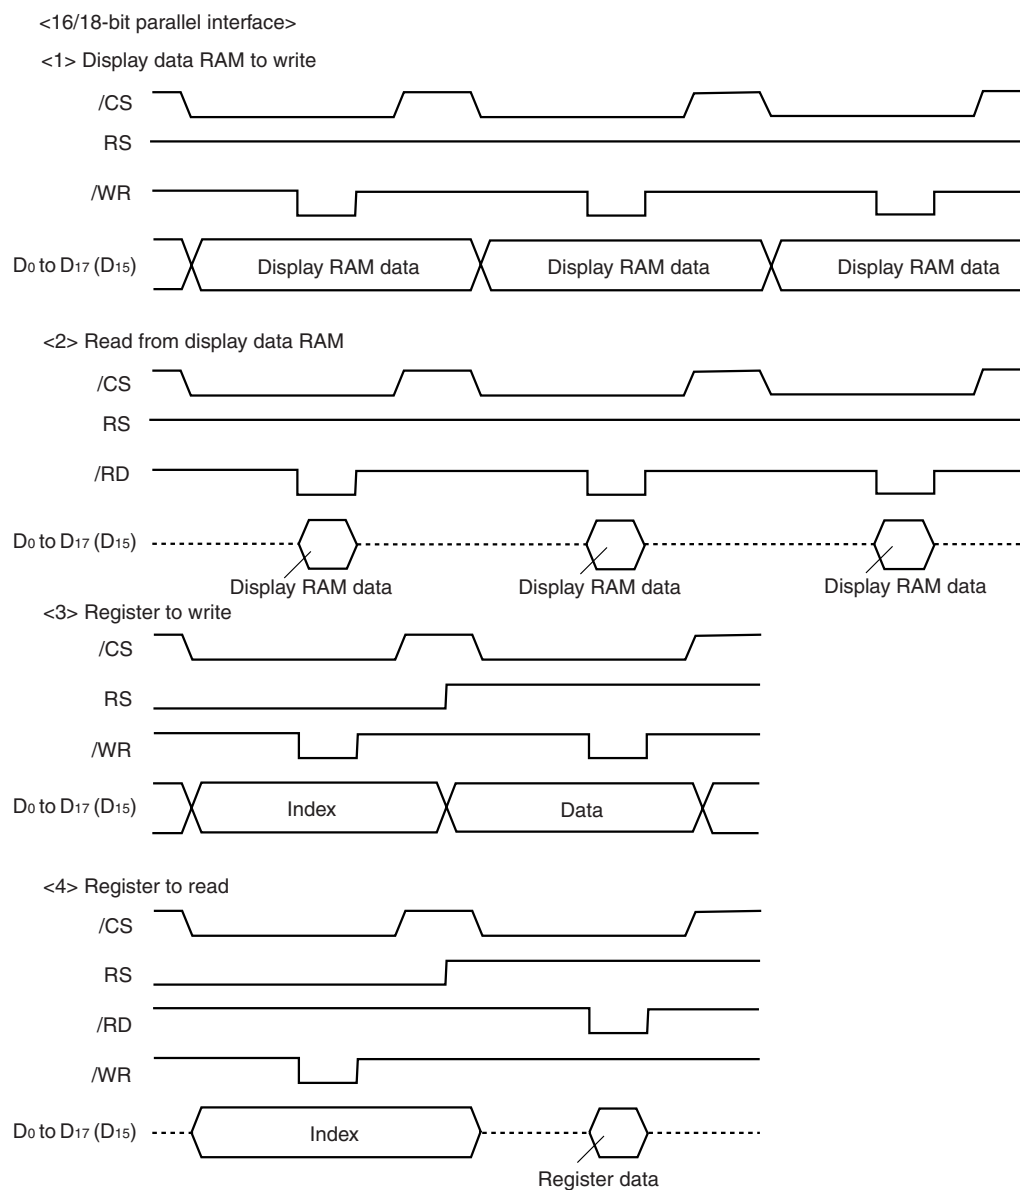 <16/18-bit parallel interface>
<1> Display data RAM to write
/CS
RS
/WR
D0 to D17 (D15)
Display RAM data Display RAM data Display RAM data
<2> Read from display data RAM
/CS
RS
/RD
D0 to D17 (D15)
Display RAM data Display RAM data Display RAM data
<3> Register to write
/CS
RS
/WR
D0 to D17 (D15) Index Data
<4> Register to read
/CS
RS
/RD
/WR
D0 to D17 (D15) Index
Register data